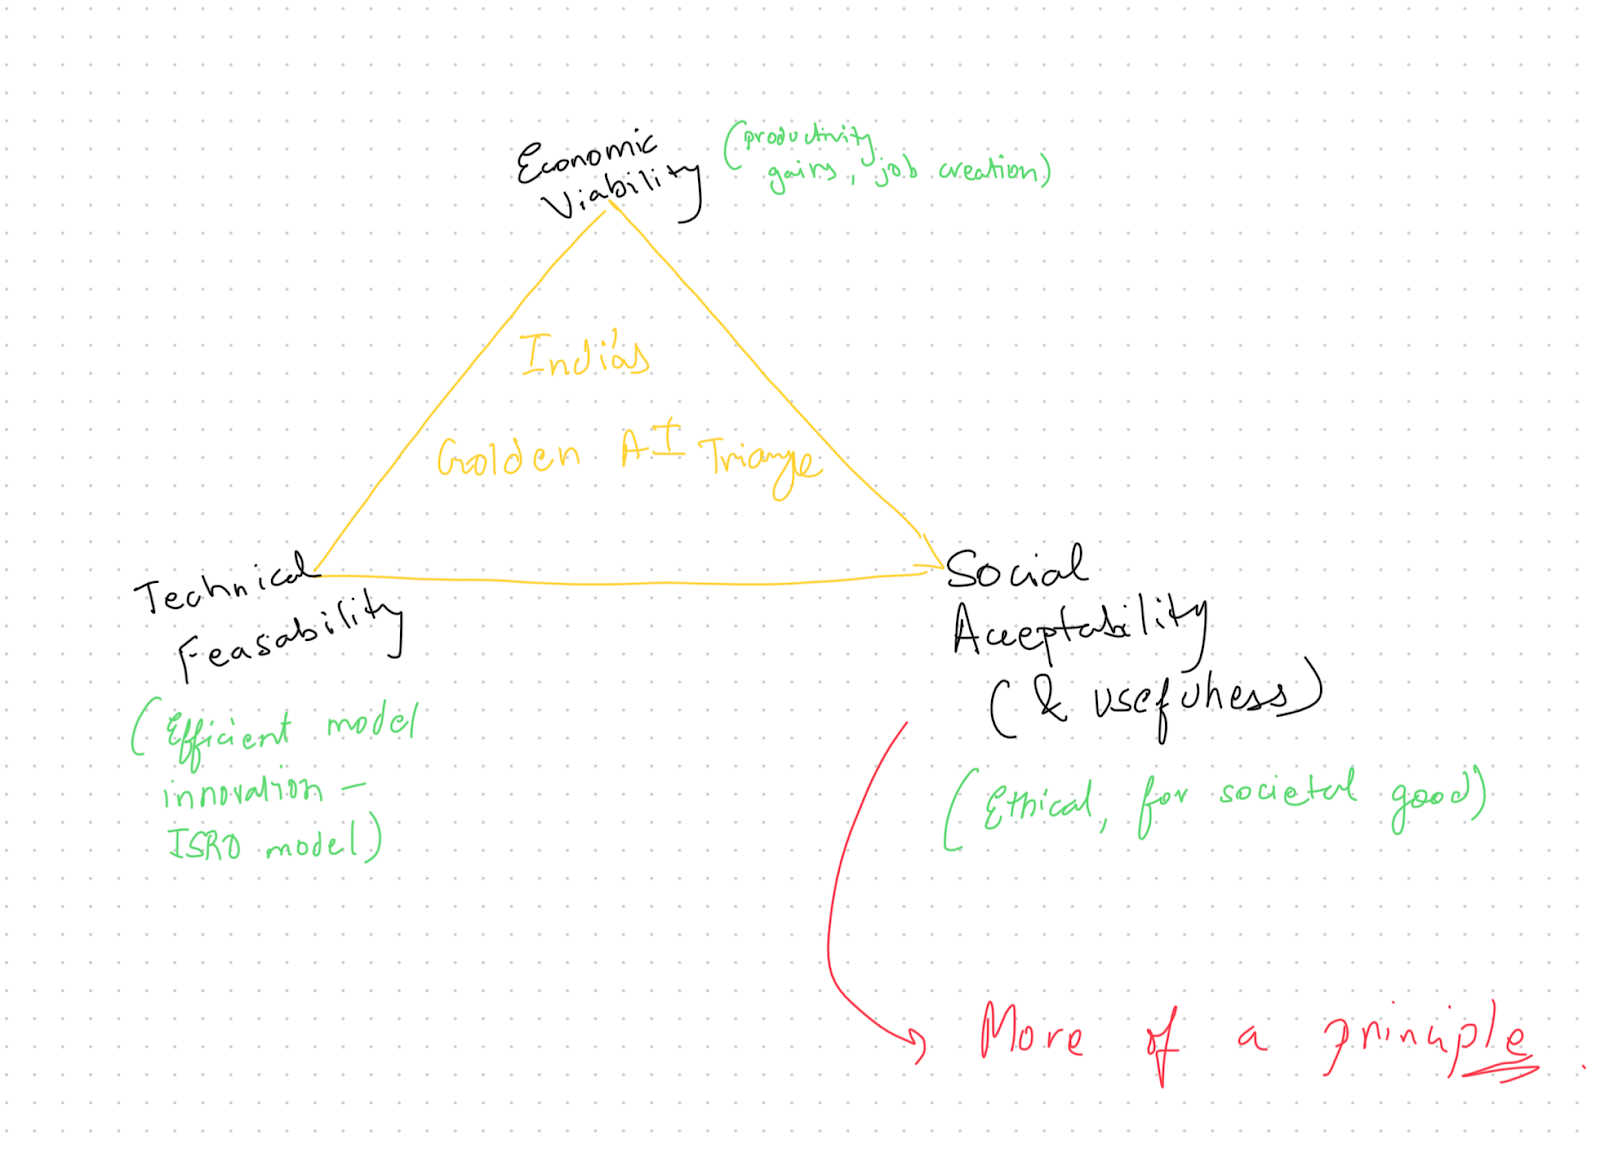 Economic
Viability
(productivity
gains, job creation)
India's
Golden AI Triangle
Technical
Feasability
(Efficient model
innovation –
ISRO model)
Social
Acceptability
(& usefulness)
(Ethical, for societal good)
More of a principle.